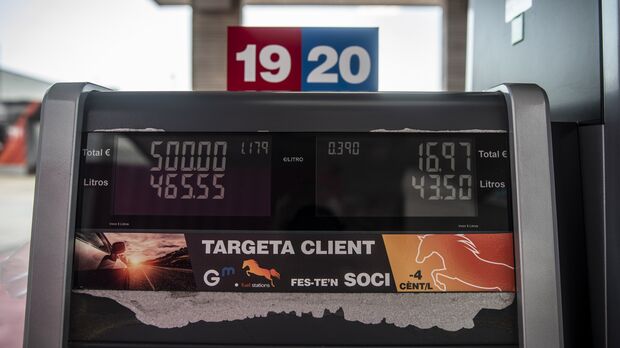 19 20
Total € 500.00 1.179 €/LITRO 0.390 16.97 Total €
Litros 465.55 43.50 Litros
TARGETA CLIENT
Gm fuel stations FES-TE'N SOCI
-4
CÈNT/L